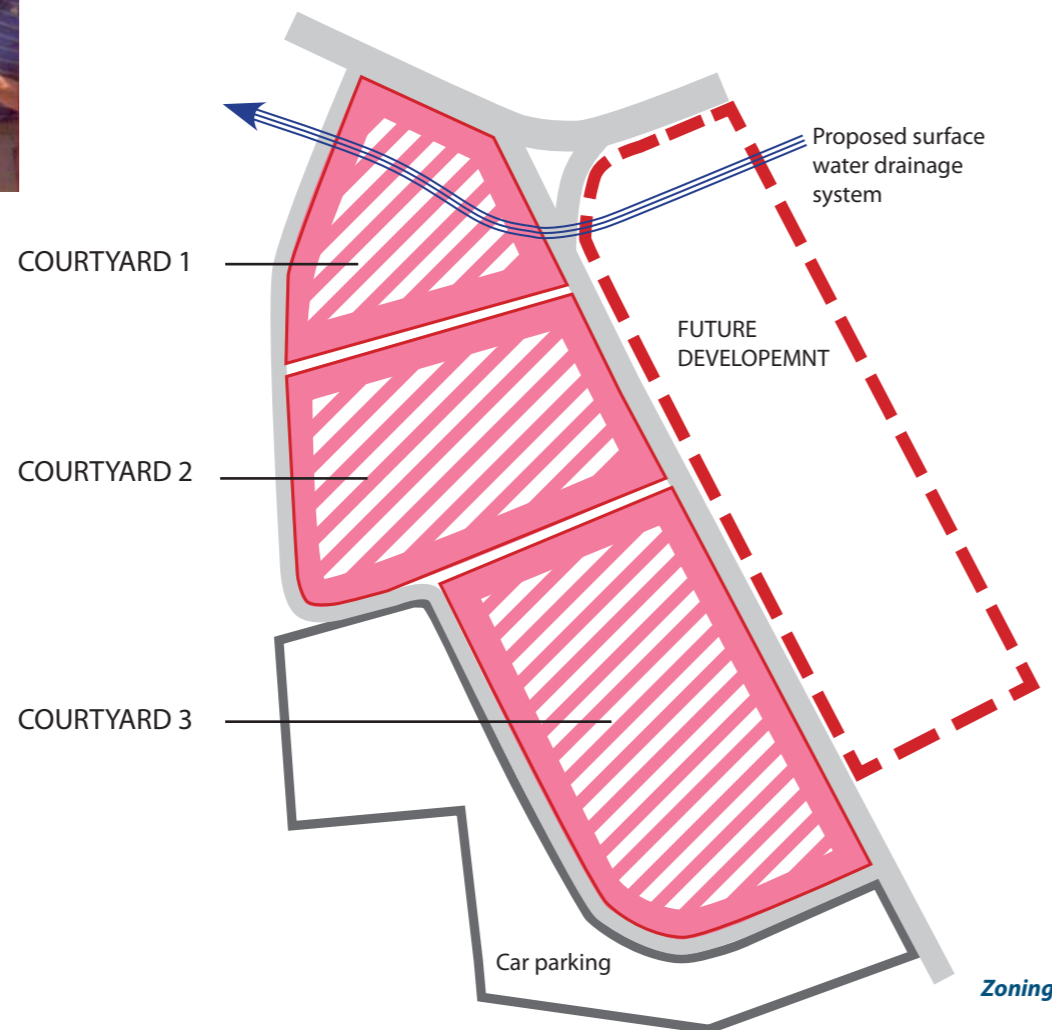 Proposed surface
water drainage
system
COURTYARD 1
FUTURE
DEVELOPEMNT
COURTYARD 2
COURTYARD 3
Car parking
Zoning